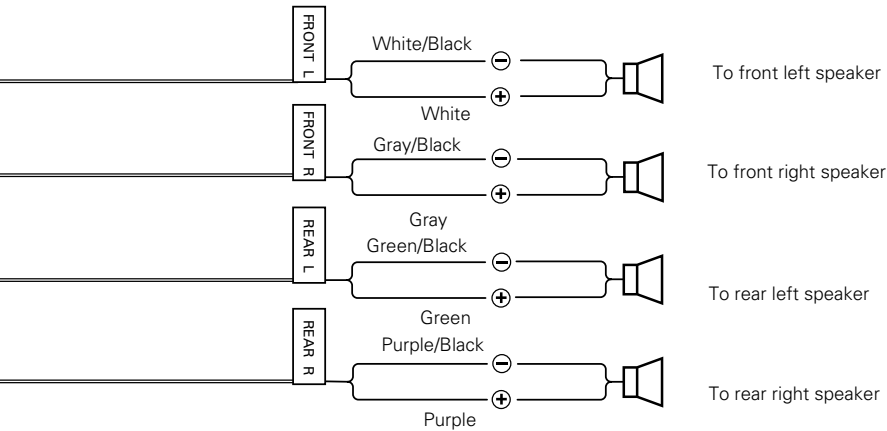 FRONT L
White/Black
White
To front left speaker
FRONT R
Gray/Black
Gray
To front right speaker
REAR L
Green/Black
Green
To rear left speaker
REAR R
Purple/Black
Purple
To rear right speaker